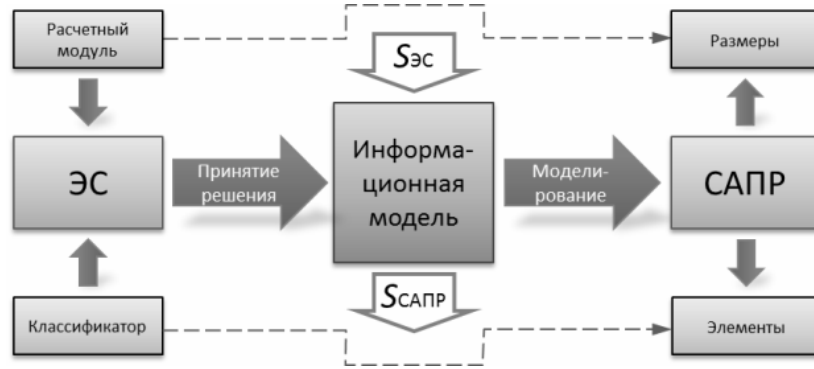 Расчетный
модуль
SЭС
Размеры
ЭС
Принятие
решения
Информа-
ционная
модель
Модели-
рование
САПР
Классификатор
SСАПР
Элементы